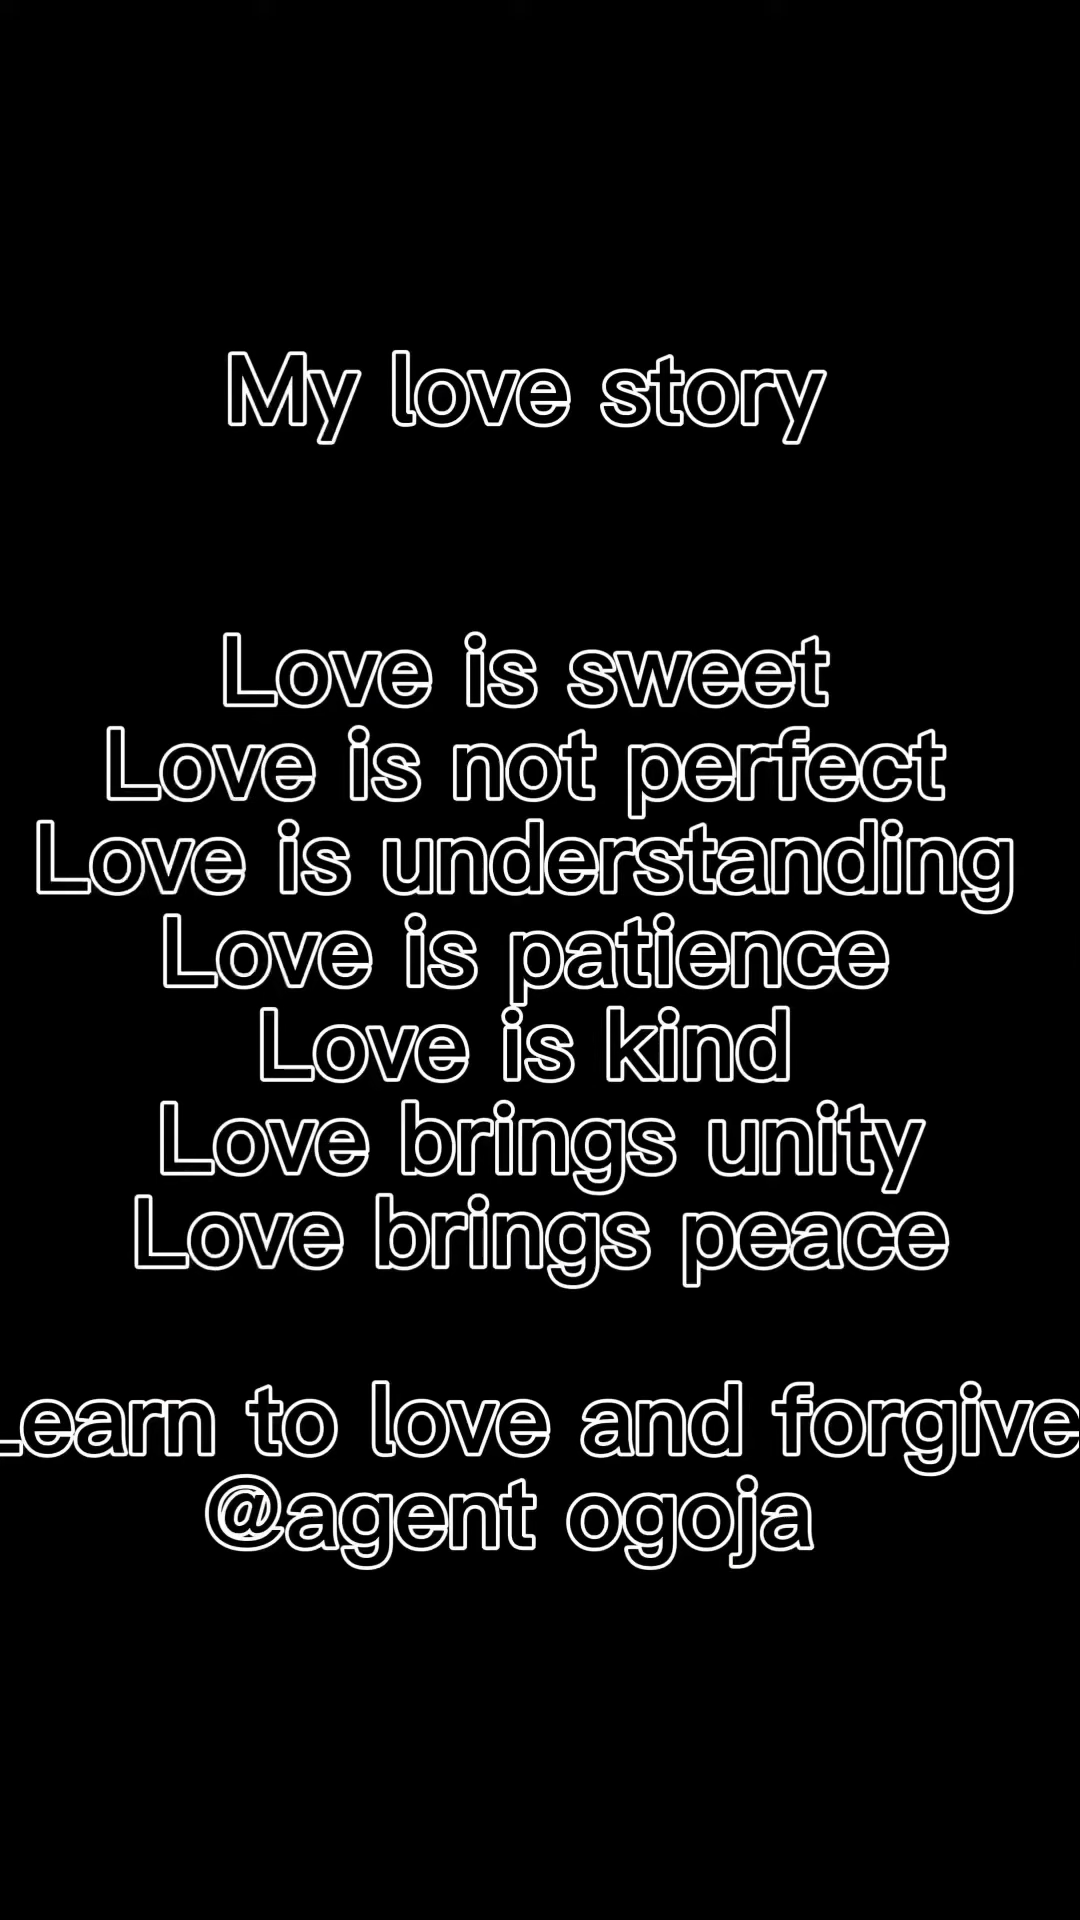 My love story
Love is sweet
Love is not perfect
Love is understanding
Love is patience
Love is kind
Love brings unity
Love brings peace
Learn to love and forgive
@agent ogoja